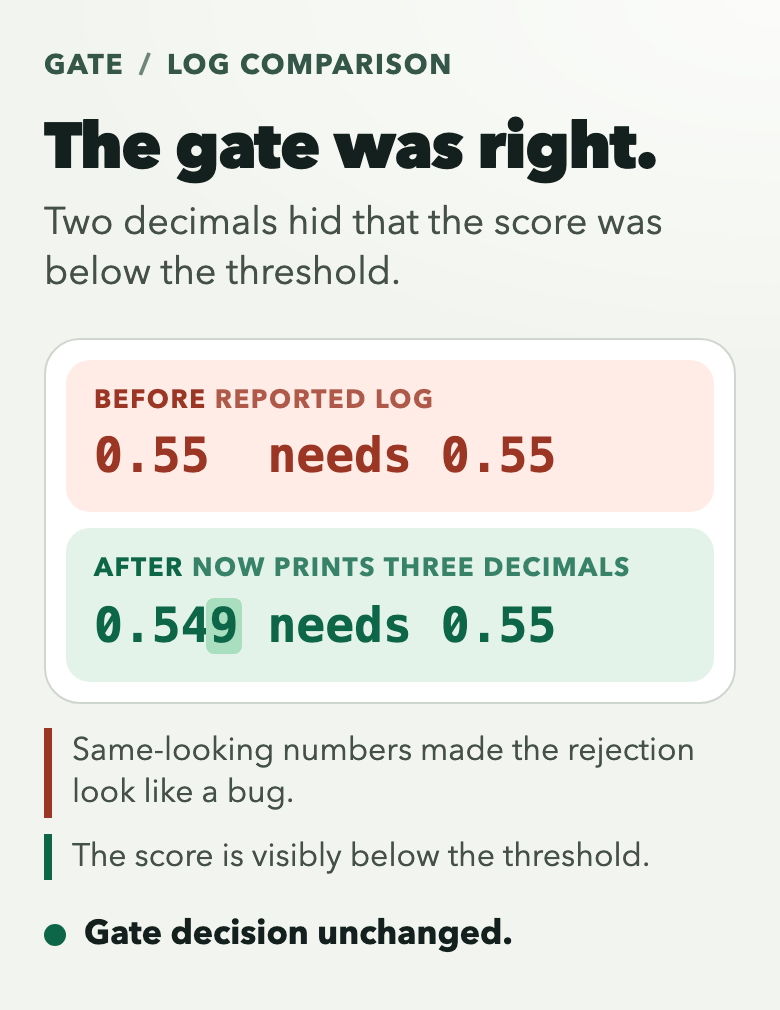 GATE / LOG COMPARISON
The gate was right.
Two decimals hid that the score was
below the threshold.
BEFORE REPORTED LOG
0.55  needs 0.55
AFTER NOW PRINTS THREE DECIMALS
0.549 needs 0.55
Same-looking numbers made the rejection
look like a bug.
The score is visibly below the threshold.
Gate decision unchanged.